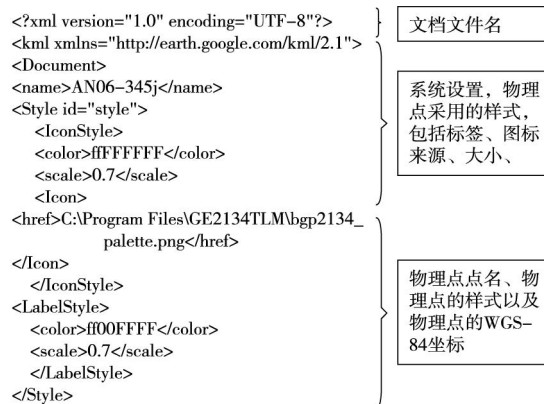 <?xml version="1.0" encoding="UTF-8"?>
<kml xmlns="http://earth.google.com/kml/2.1">
<Document>
<name>AN06-345j</name>
<Style id="style">
<IconStyle>
<color>ffFFFFFF</color>
<scale>0.7</scale>
<Icon>
<href>C:\Program Files\GE2134TLM\bgp2134_
palette.png</href>
</Icon>
</IconStyle>
<LabelStyle>
<color>ff00FFFF</color>
<scale>0.7</scale>
</LabelStyle>
</Style>
文档文件名
系统设置，物理
点采用的样式，
包括标签、图标
来源、大小、
物理点点名、物
理点的样式以及
物理点的WGS-
84坐标